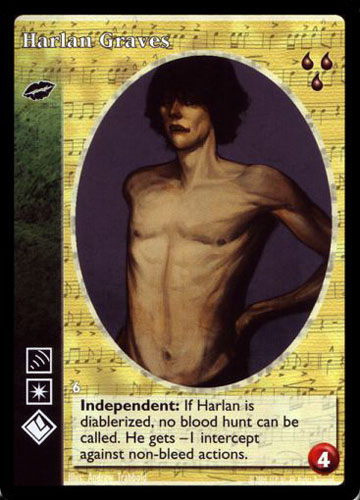 Harlan Graves
6
Independent: If Harlan is
diablerized, no blood hunt can be
called. He gets –1 intercept
against non-bleed actions.
4